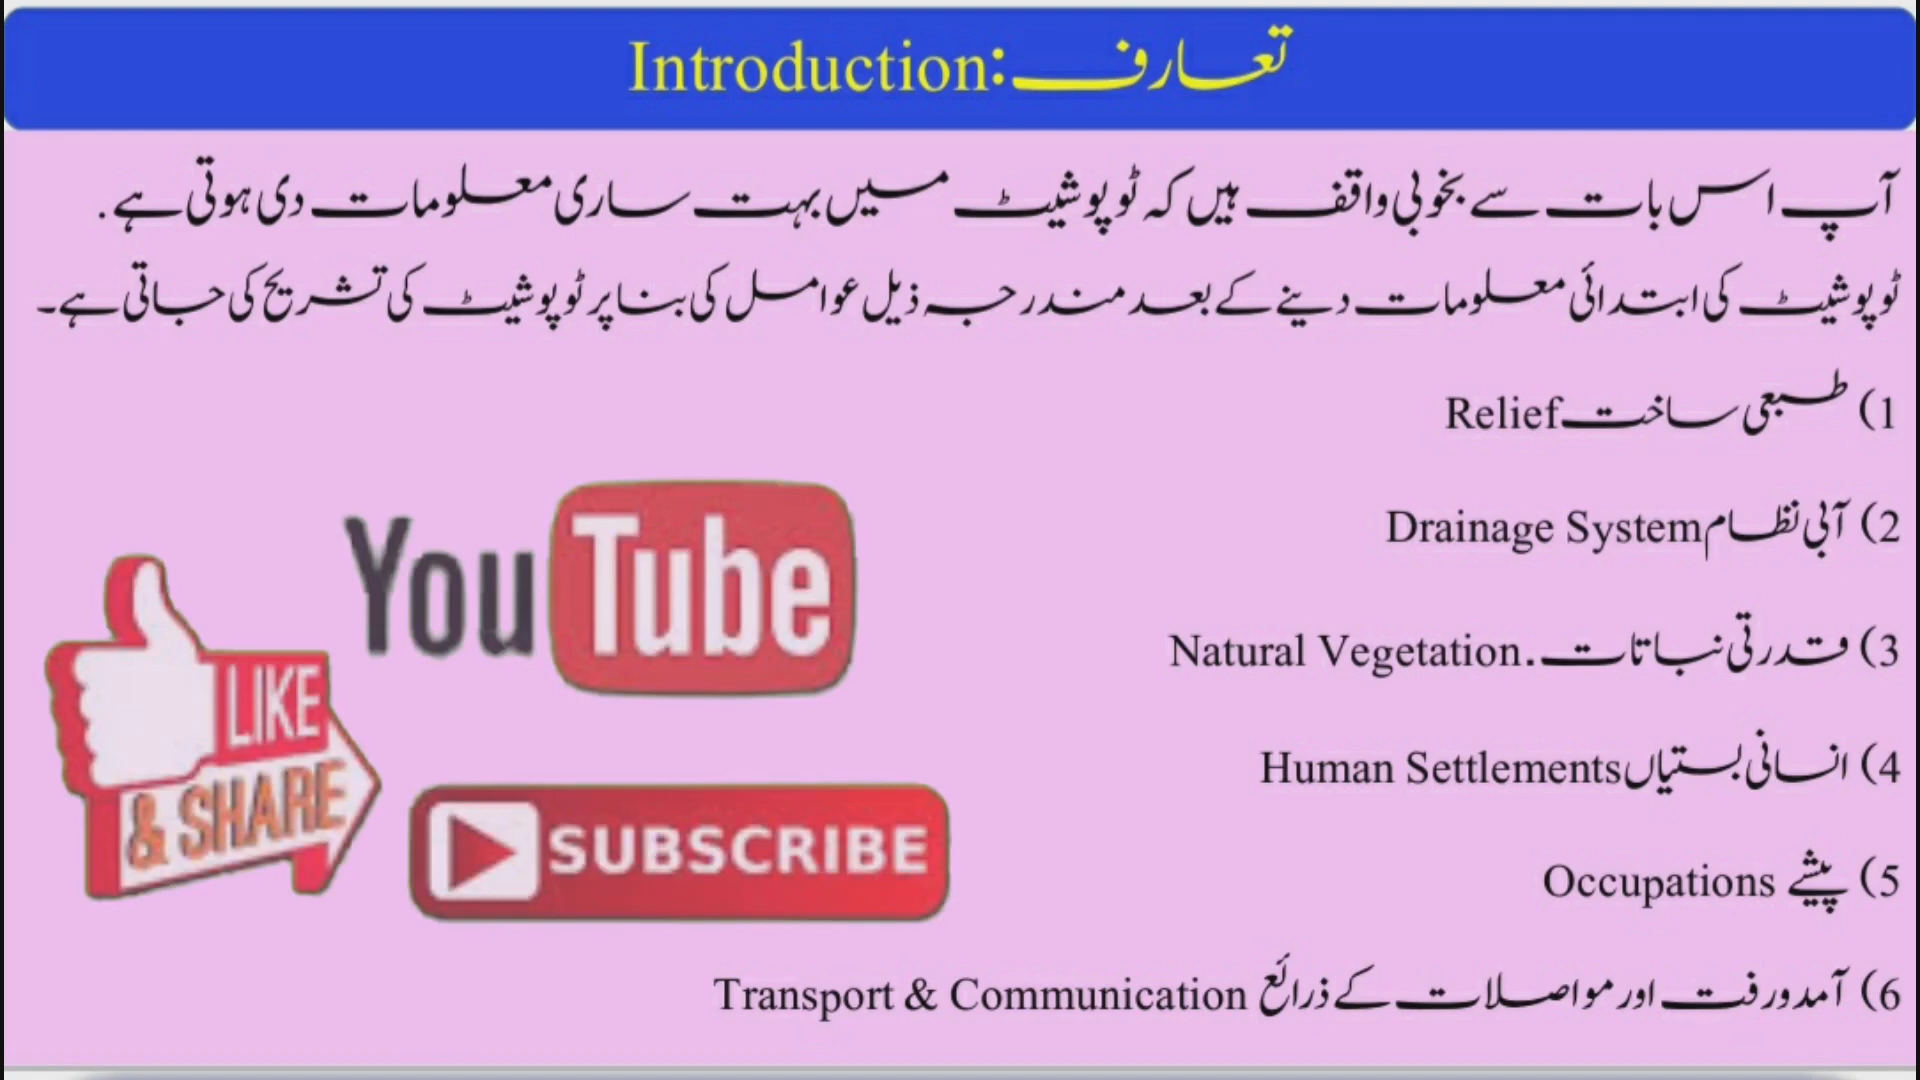 تعارف:Introduction
آپ اس بات سے بخوبی واقف ہیں کہ ٹوپوشیٹ میں بہت ساری معلومات دی ہوتی ہے.
ٹوپوشیٹ کی ابتدائی معلومات دینے کے بعد مندرجہ ذیل عوامل کی بنا پر ٹوپوشیٹ کی تشریح کی جاتی ہے۔
1) طبعی ساخت Relief
2) آبی نظام Drainage System
3) قدرتی نباتات. Natural Vegetation
4) انسانی بستیاں Human Settlements
5) پیشے Occupations
6) آمدورفت اور مواصلات کے ذرائع Transport & Communication
YouTube
LIKE
& SHARE
SUBSCRIBE